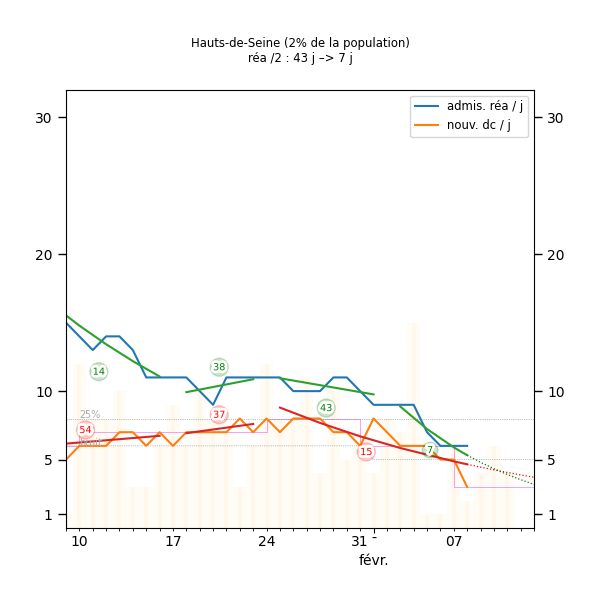 Hauts-de-Seine (2% de la population)
réa /2 : 43 j –> 7 j
admis. réa / j
nouv. dc / j
30 30
20 20
10 10
5 5
1 1
14
38
37
43
54
15
7
25%
10 17 24 31 - 07
févr.